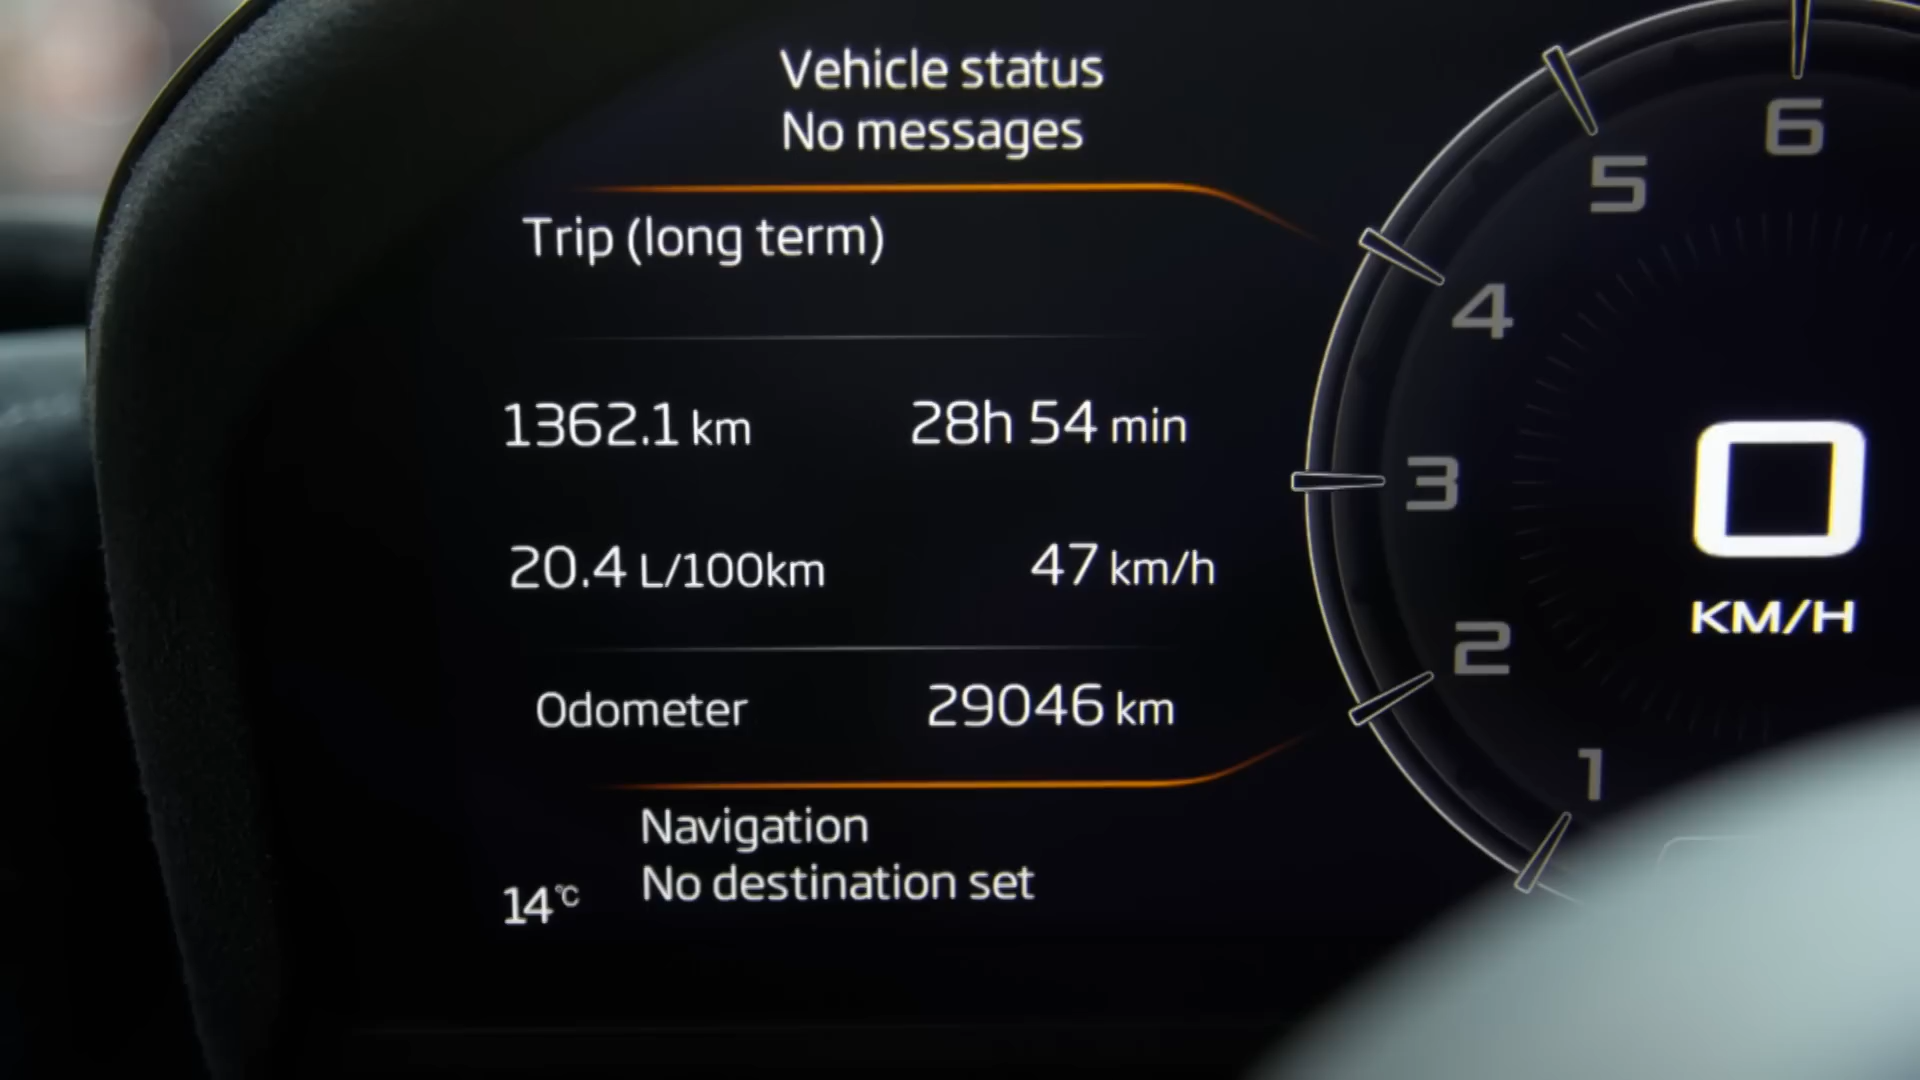 Vehicle status
No messages
Trip (long term)
1362.1 km 28h 54 min
20.4 L/100km 47 km/h
Odometer 29046 km
Navigation
No destination set
14°C
6
5
4
3
2
1
0
KM/H